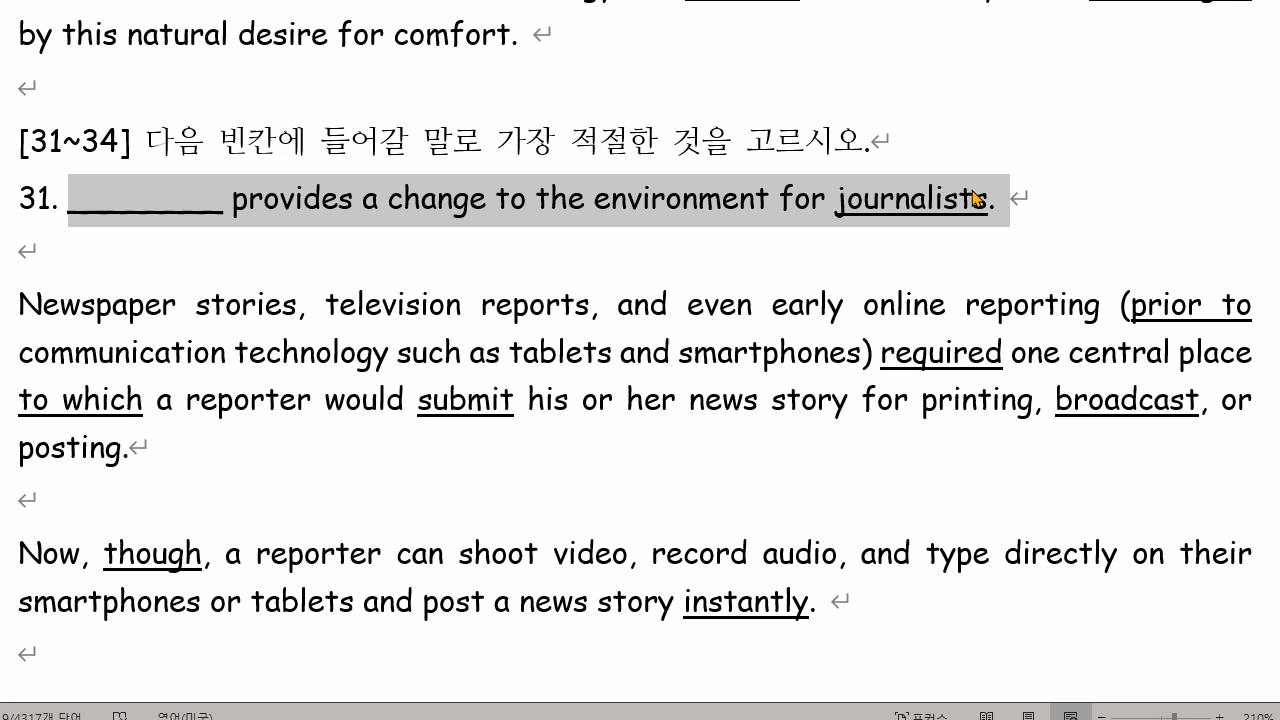 by this natural desire for comfort. ↵
↵
[31~34] 다음 빈칸에 들어갈 말로 가장 적절한 것을 고르시오.↵
31. ________ provides a change to the environment for journalists. ↵
↵
Newspaper stories, television reports, and even early online reporting (prior to
communication technology such as tablets and smartphones) required one central place
to which a reporter would submit his or her news story for printing, broadcast, or
posting.↵
↵
Now, though, a reporter can shoot video, record audio, and type directly on their
smartphones or tablets and post a news story instantly. ↵
↵